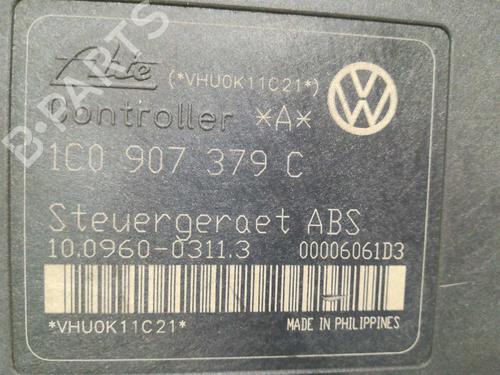 Ate (*VHU0K11C21*)
Controller *A*
1C0 907 379 C
Steuergeraet ABS
10.0960-0311.3 00006061D3
*VHU0K11C21*
MADE IN PHILIPPINES
B-PARTS